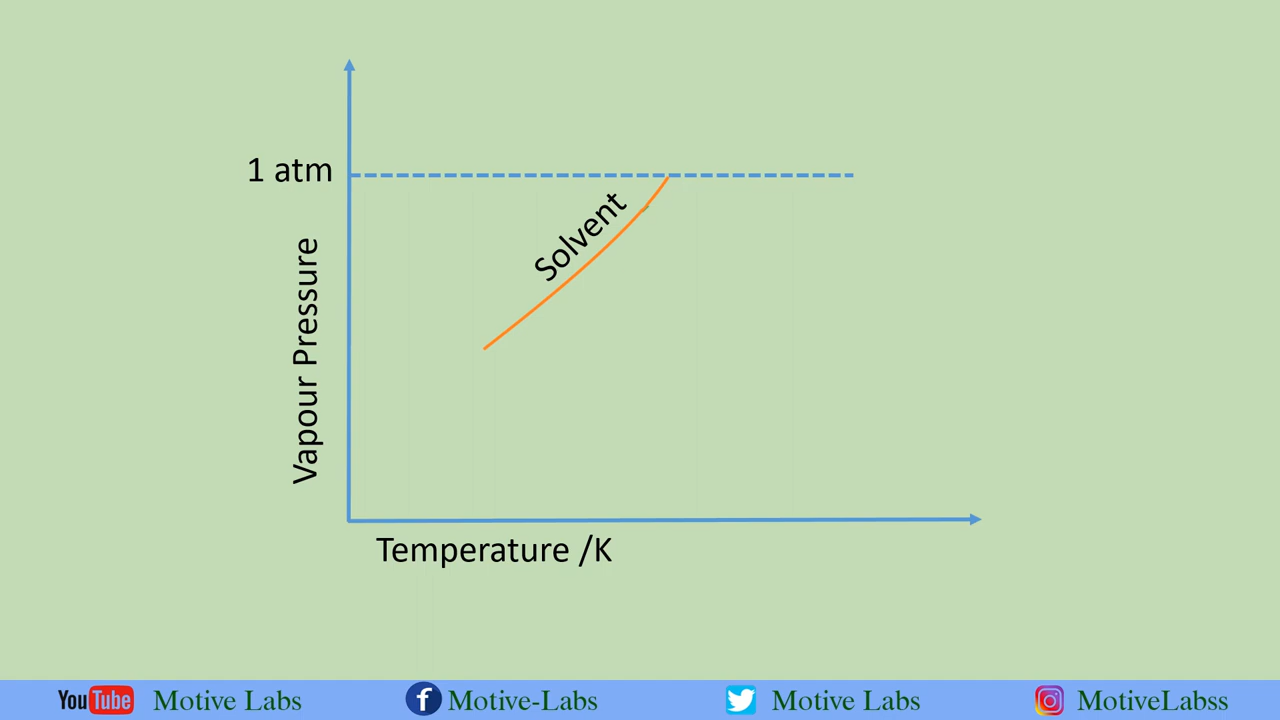 1 atm
Solvent
Vapour Pressure
Temperature /K
YouTube Motive Labs
f Motive-Labs
Motive Labs
MotiveLabss